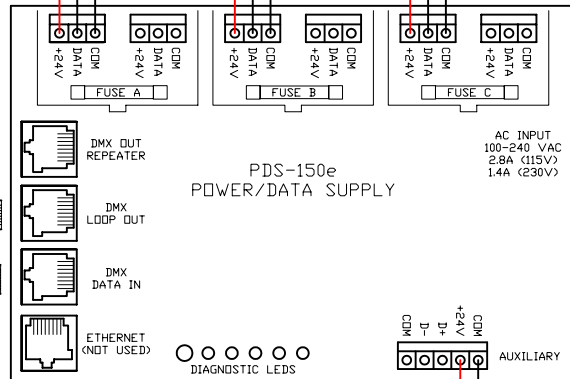 +24V DATA COM +24V DATA COM
FUSE A
+24V DATA COM +24V DATA COM
FUSE B
+24V DATA COM +24V DATA COM
FUSE C
DMX OUT
REPEATER
AC INPUT
100-240 VAC
2.8A (115V)
1.4A (230V)
PDS-150e
POWER/DATA SUPPLY
DMX
LOOP OUT
DMX
DATA IN
ETHERNET
(NOT USED)
DIAGNOSTIC LEDS
COM D- D+ +24V COM
AUXILIARY